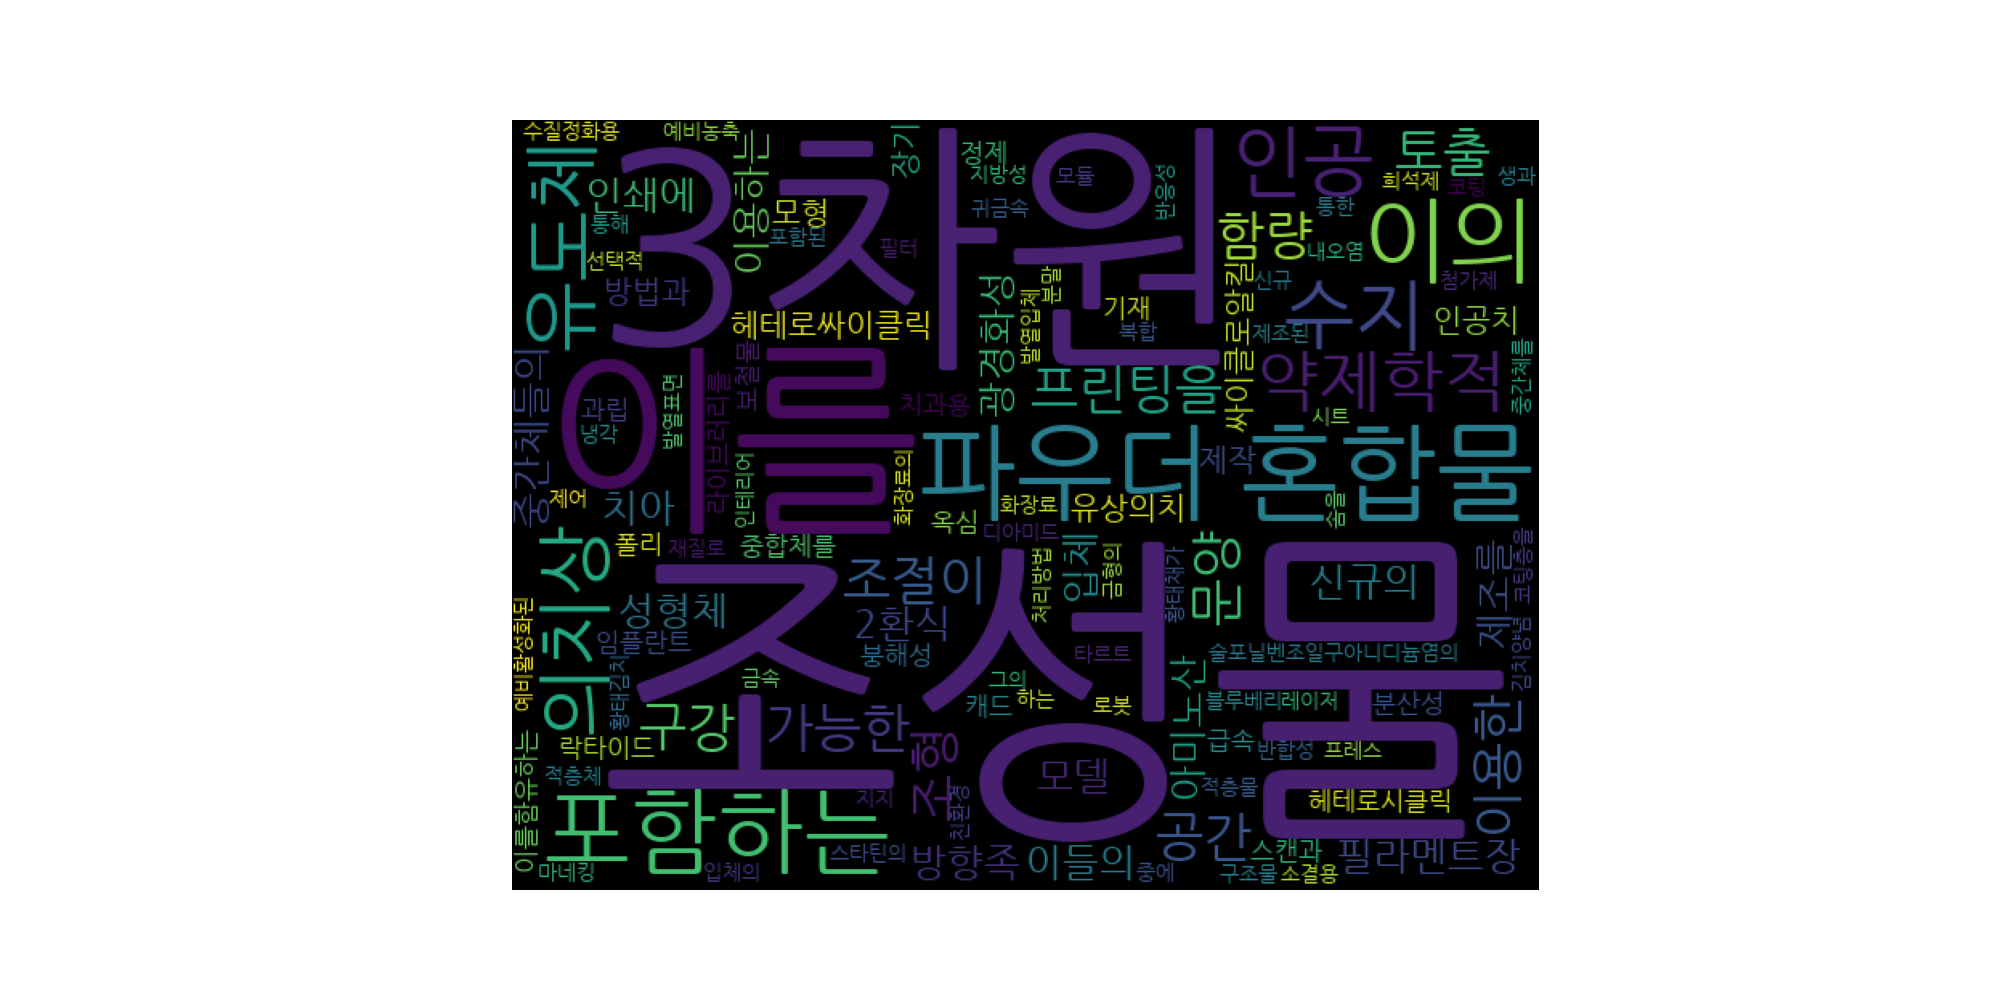 수질정화용
예비농축
장기
3차원
인공
토출
유도체
인쇄에
이용하는
정제
지방성
모듈
반응성
희석제
코팅
생과
통해
모형
포함된
귀금속
통한
함량
이의
선택적
필터
내오염
방법과
광경화성
분말
신규
첨가제
헤테로싸이클릭
발열입체
기재
복합
싸이클로알킬
제조된
수지
인공치
중간체들의
이를
보철물
라이브러리를
발열표면
과립
냉각
치과용
프린팅을
약제학적
중간체를
시트
파우더
혼합물
제작
제어
치아
인테리어
화장료의
옥심
화장료
유상의치
솜을
디아미드
의치상
폴리
재질로
중합체를
조성물
조절이
처리방법
입체
금형의
황태채가
문양
신규의
제조를
코팅층을
예비활성화된
성형체
2환식
임플란트
붕해성
타르트
술포닐벤조일구아니디늄염의
김치양념
황태김치
금속
그의
캐드
하는
로봇
아미노산
블루베리
레이저
분산성
이용한
구강
가능한
조형
급속
반합성
프레스
이를함유하는
락타이드
적층체
모델
적층물
헤테로시클릭
포함하는
지지
친환경
공간
스캔과
필라멘트장
마네킹
입체의
스타틴의
방향족
이들의
중에
구조물
소결용